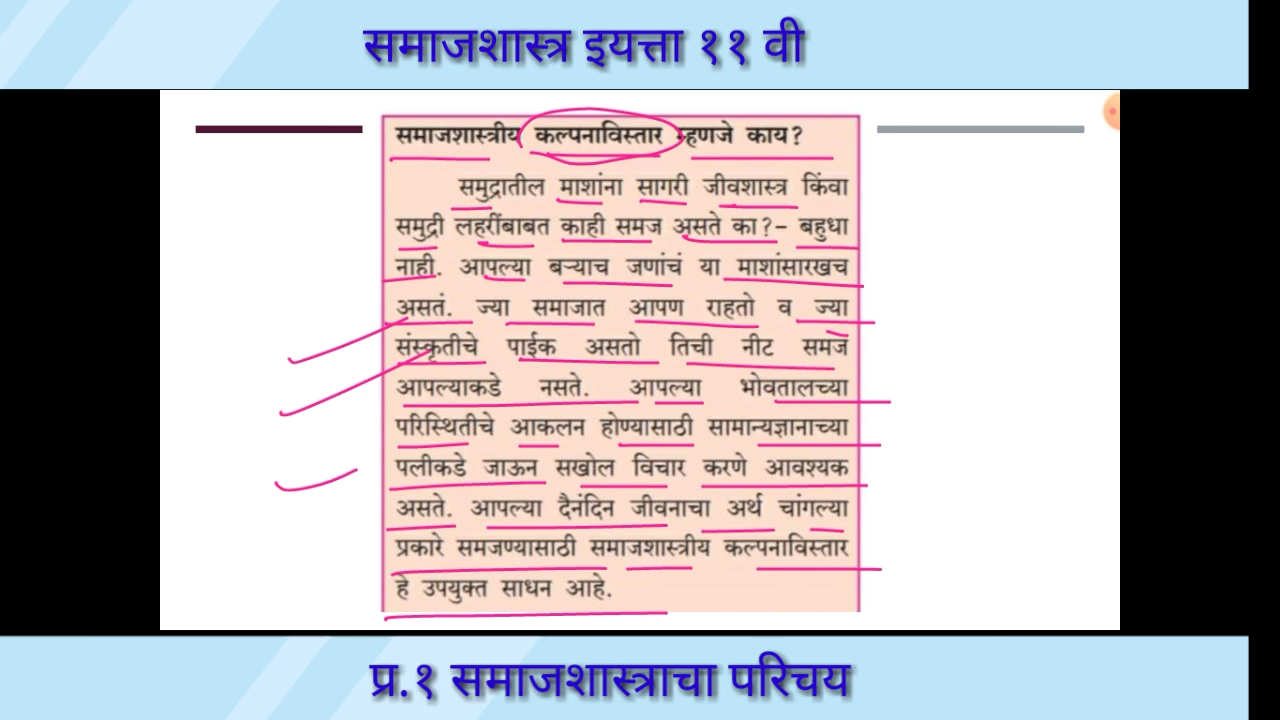 समाजशास्त्र इयत्ता ११ वी
समाजशास्त्रीय कल्पनाविस्तार म्हणजे काय?
समुद्रातील माशांना सागरी जीवशास्त्र किंवा
समुद्री लहरींबाबत काही समज असते का?- बहुधा
नाही. आपल्या बऱ्याच जणांचं या माशांसारखच
असतं. ज्या समाजात आपण राहतो व ज्या
संस्कृतीचे पाईक असतो तिची नीट समज
आपल्याकडे नसते. आपल्या भोवतालच्या
परिस्थितीचे आकलन होण्यासाठी सामान्यज्ञानाच्या
पलीकडे जाऊन सखोल विचार करणे आवश्यक
असते. आपल्या दैनंदिन जीवनाचा अर्थ चांगल्या
प्रकारे समजण्यासाठी समाजशास्त्रीय कल्पनाविस्तार
हे उपयुक्त साधन आहे.
प्र.१ समाजशास्त्राचा परिचय